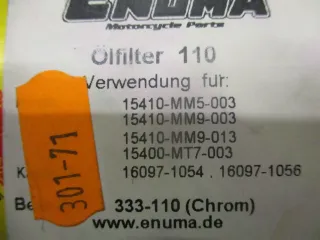 ENUMA
Motorcycle Parts
Ölfilter 110
Verwendung für:
15410-MM5-003
15410-MM9-003
15410-MM9-013
15400-MT7-003
16097-1054 , 16097-1056
333-110 (Chrom)
www.enuma.de
301-71